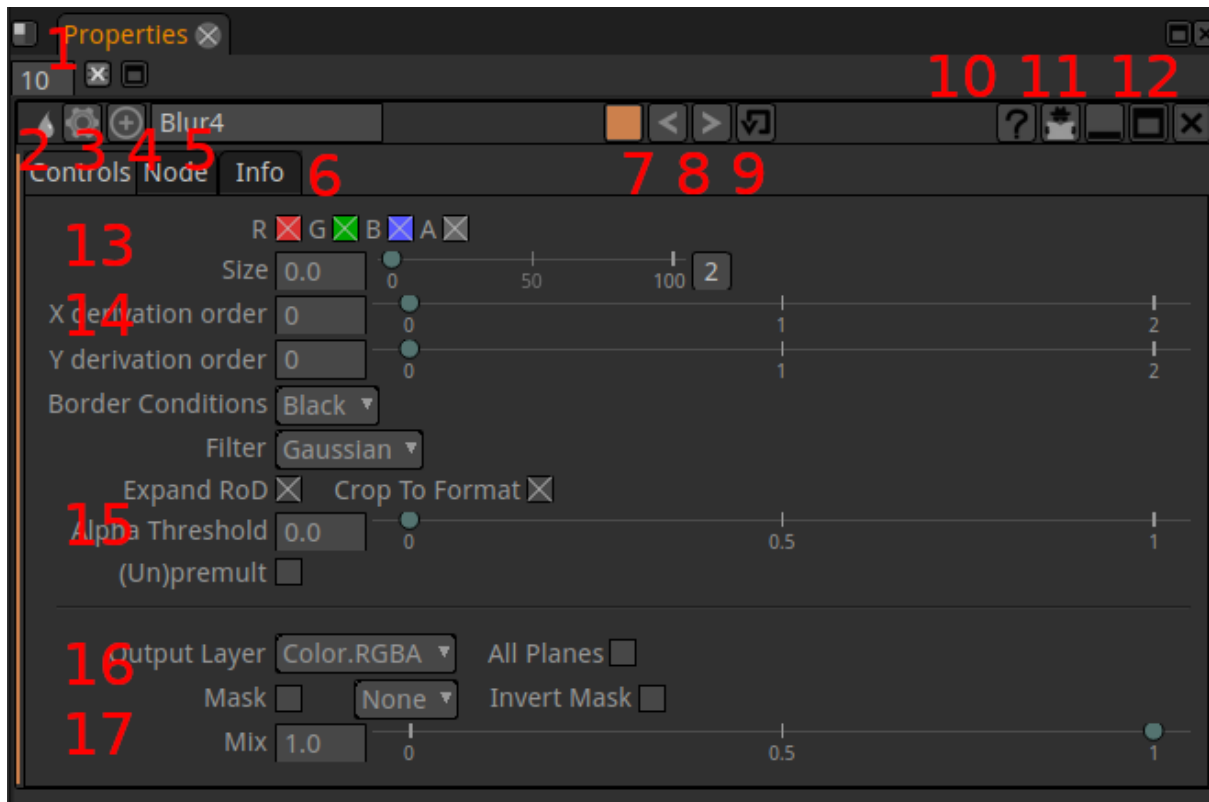 Properties
1
10
10 11 12
Blur4 < > ?
2 3 4 5 6 7 8 9
Controls Node Info
13
R G B A
Size 0.0 0 50 100 2
14
X derivation order 0 0 1 2
Y derivation order 0 0 1 2
Border Conditions Black
Filter Gaussian
Expand RoD Crop To Format
15
Alpha Threshold 0.0 0 0.5 1
(Un)premult
16
Output Layer Color.RGBA All Planes
Mask None Invert Mask
17
Mix 1.0 0 0.5 1